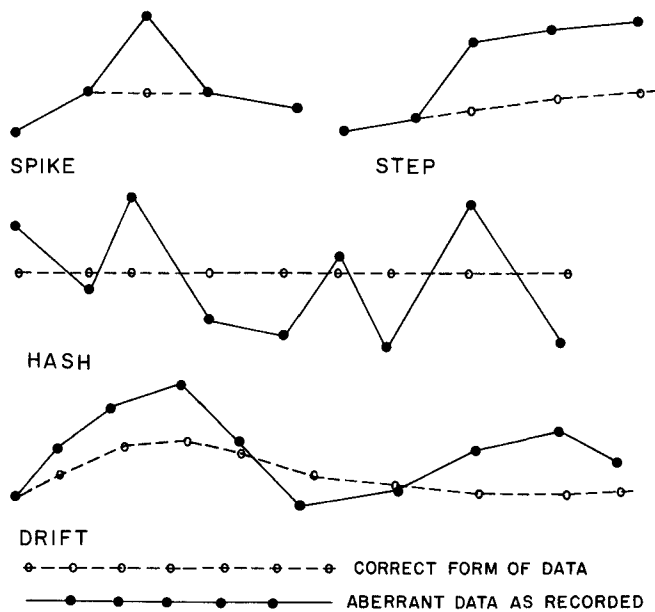 SPIKE
STEP
HASH
DRIFT
CORRECT FORM OF DATA
ABERRANT DATA AS RECORDED